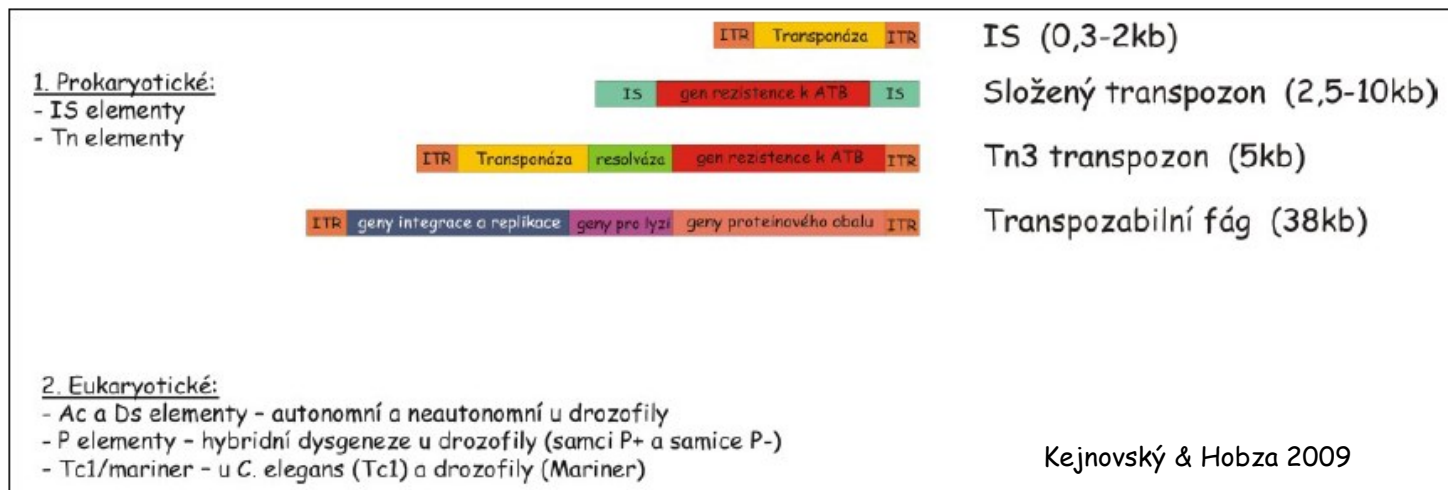 ITR Transponáza ITR IS (0,3-2kb)
1. Prokaryotické:
- IS elementy
- Tn elementy
IS gen rezistence k ATB IS Složený transpozon (2,5-10kb)
ITR Transponáza resolváza gen rezistence k ATB ITR Tn3 transpozon (5kb)
ITR geny integrace a replikace geny pro lyzi geny proteinového obalu ITR Transpozabilní fág (38kb)
2. Eukaryotické:
- Ac a Ds elementy – autonomní a neautonomní u drozofily
- P elementy – hybridní dysgeneze u drozofily (samci P+ a samice P-)
- Tc1/mariner – u C. elegans (Tc1) a drozofily (Mariner)
Kejnovský & Hobza 2009